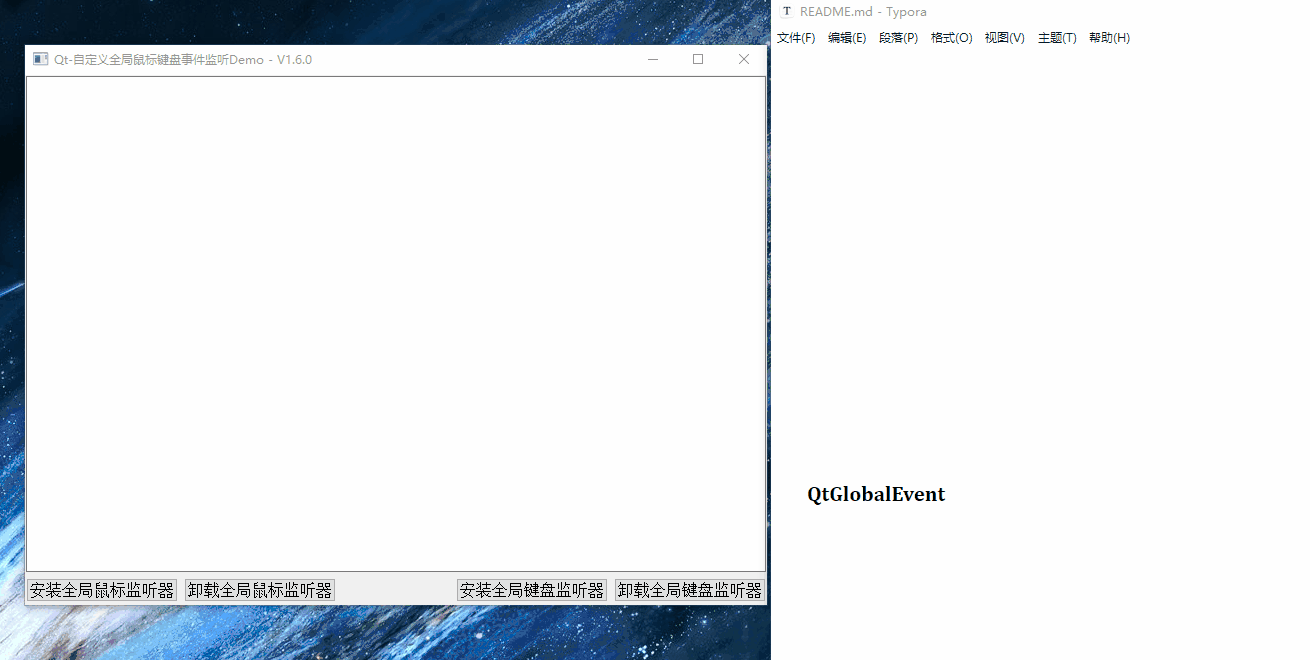 Qt-自定义全局鼠标键盘事件监听Demo - V1.6.0
安装全局鼠标监听器 卸载全局鼠标监听器 安装全局键盘监听器 卸载全局键盘监听器
T README.md - Typora
文件(F) 编辑(E) 段落(P) 格式(O) 视图(V) 主题(T) 帮助(H)
QtGlobalEvent